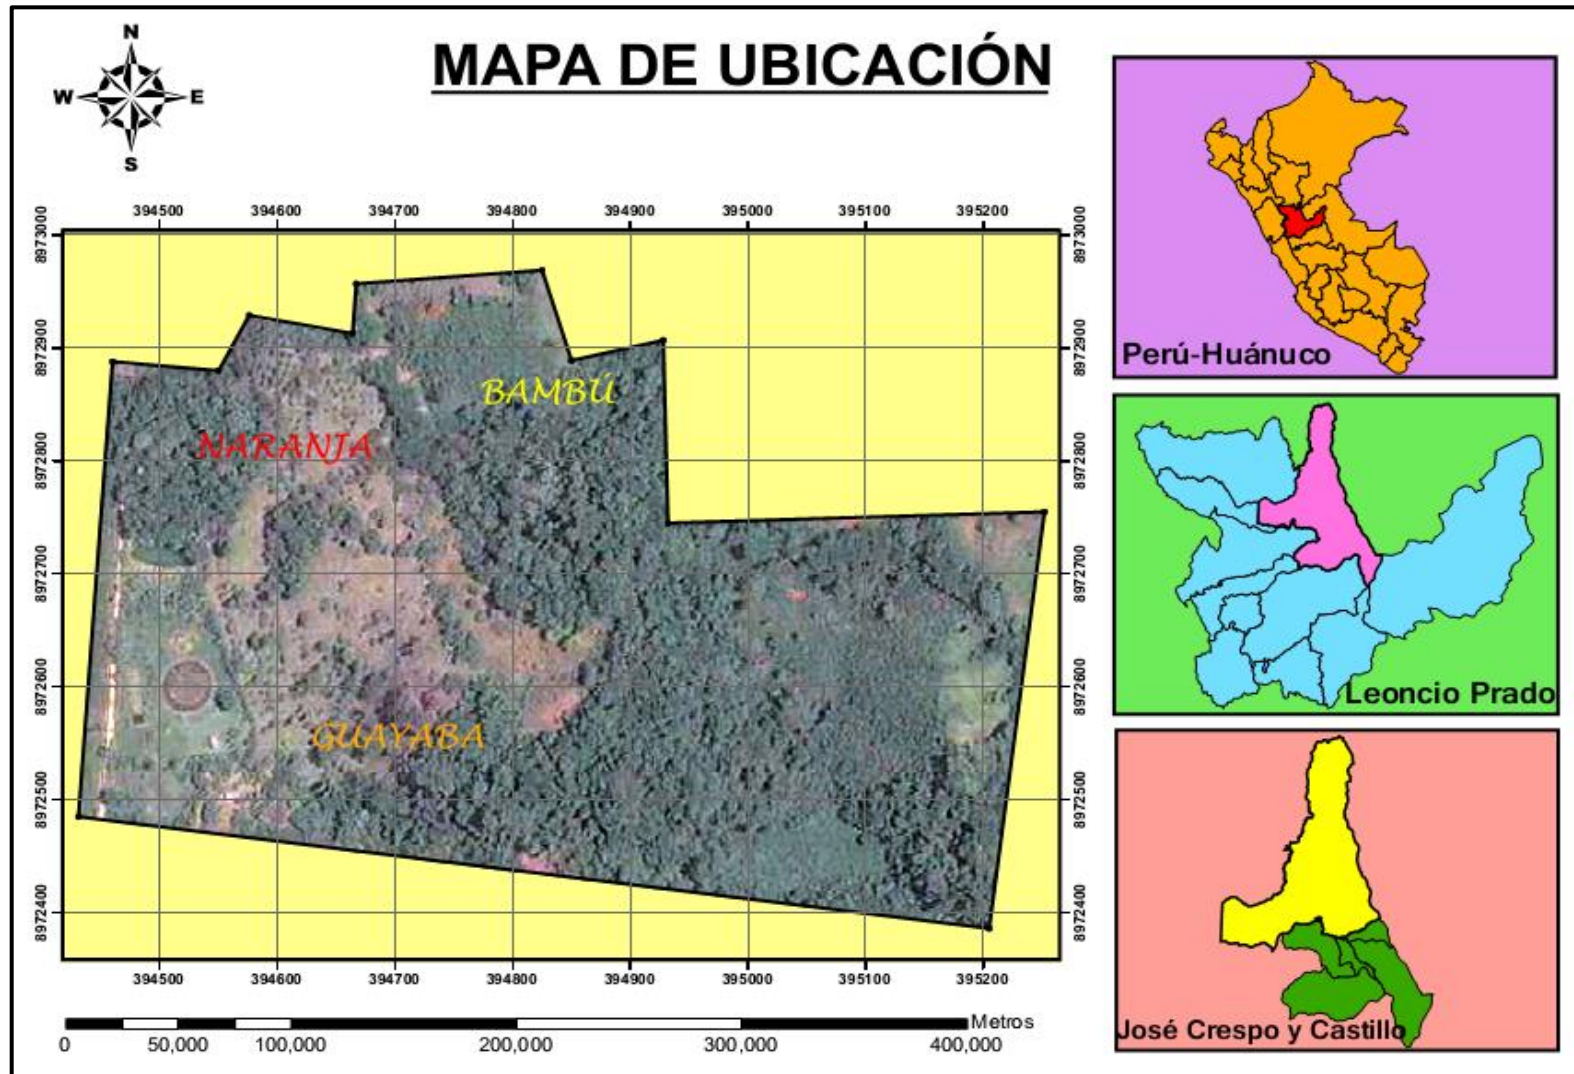 MAPA DE UBICACIÓN
N
W E
S
394500 394600 394700 394800 394900 395000 395100 395200
8973000 8973000
8972900 8972900
8972800 8972800
8972700 8972700
8972600 8972600
8972500 8972500
8972400 8972400
BAMBÚ
NARANJA
GUAYABA
394500 394600 394700 394800 394900 395000 395100 395200
Metros
0 50,000 100,000 200,000 300,000 400,000
Perú-Huánuco
Leoncio Prado
José Crespo y Castillo